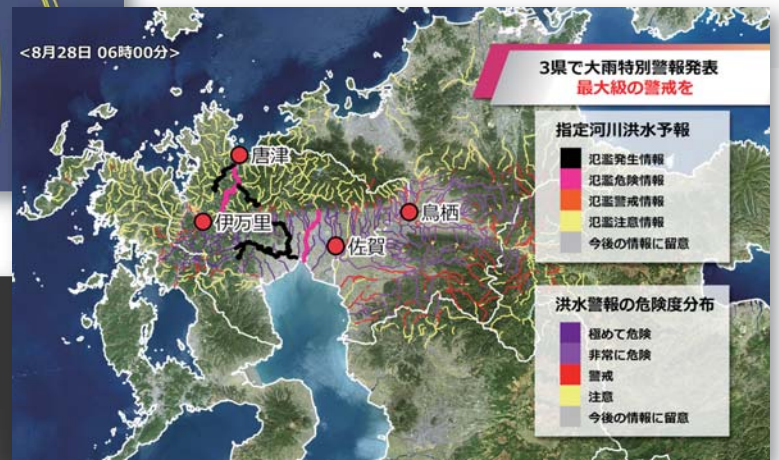 <8月28日 06時00分>
3県で大雨特別警報発表
最大級の警戒を
指定河川洪水予報
氾濫発生情報
氾濫危険情報
氾濫警戒情報
氾濫注意情報
今後の情報に留意
唐津
伊万里
鳥栖
佐賀
洪水警報の危険度分布
極めて危険
非常に危険
警戒
注意
今後の情報に留意